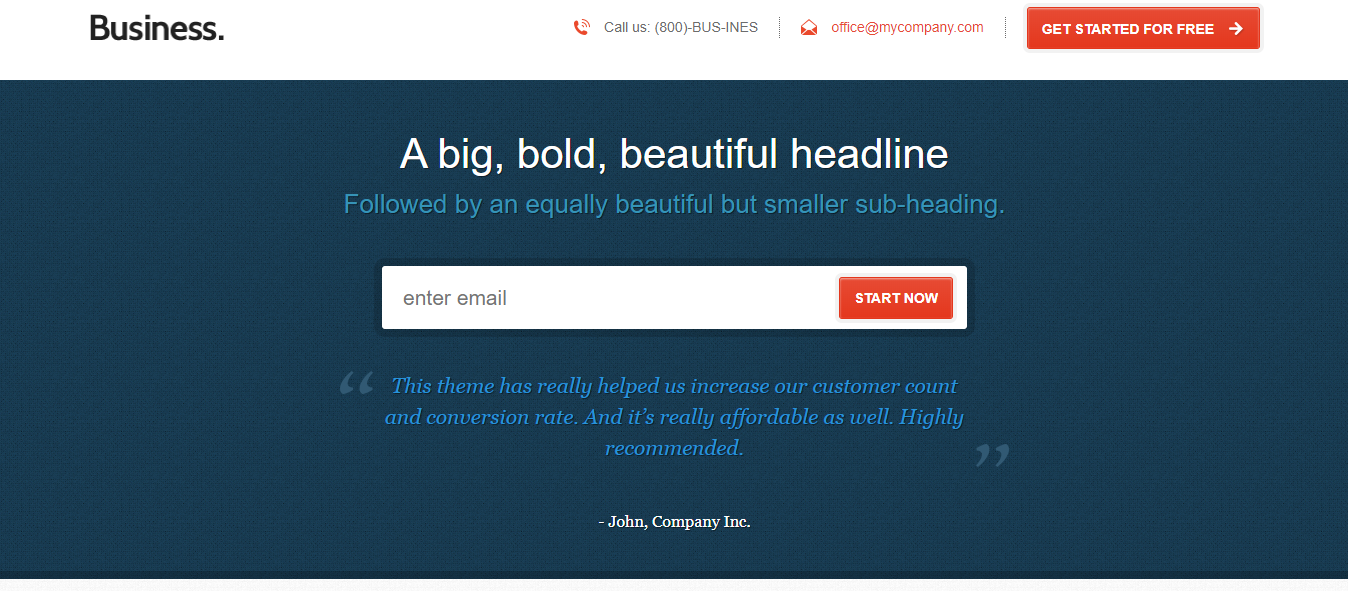 Business.
Call us: (800)-BUS-INES
office@mycompany.com
GET STARTED FOR FREE
A big, bold, beautiful headline
Followed by an equally beautiful but smaller sub-heading.
enter email
START NOW
“ This theme has really helped us increase our customer count
and conversion rate. And it’s really affordable as well. Highly
recommended. ”
- John, Company Inc.